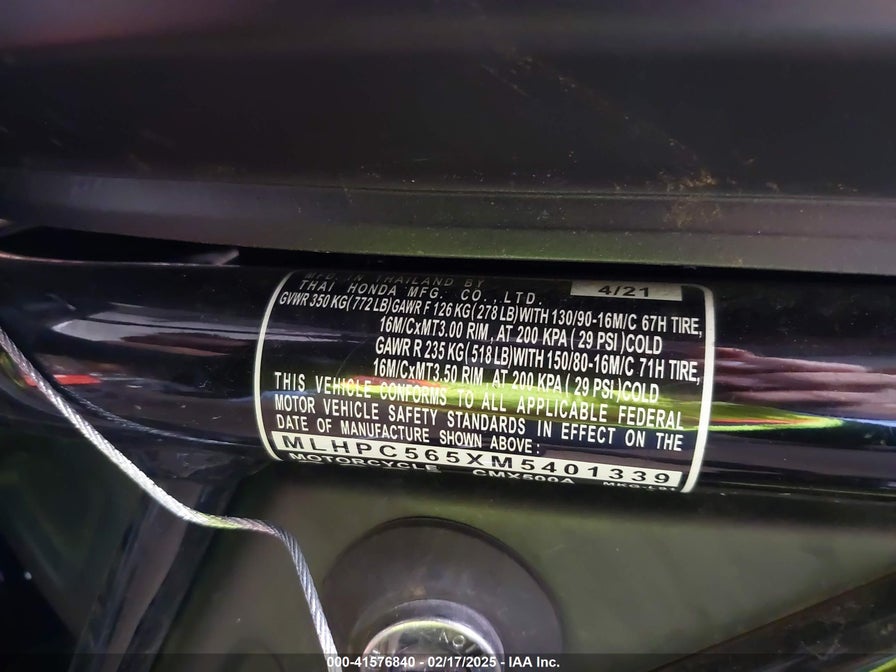 MFD. IN THAILAND BY
THAI HONDA MFG. CO., LTD. 4/21
GVWR 350 KG( 772 LB)GAWR F 126 KG( 278 LB)WITH 130/90-16M/C 67H TIRE,
16M/CxMT3.00 RIM, AT 200 KPA ( 29 PSI )COLD
GAWR R 235 KG( 518 LB)WITH 150/80-16M/C 71H TIRE,
16M/CxMT3.50 RIM, AT 200 KPA ( 29 PSI )COLD
THIS VEHICLE CONFORMS TO ALL APPLICABLE FEDERAL
MOTOR VEHICLE SAFETY STANDARDS IN EFFECT ON THE
DATE OF MANUFACTURE SHOWN ABOVE:
MLHPC565XM5401339
MOTORCYCLE CMX500A
000-41576840 - 02/17/2025 - IAA Inc.